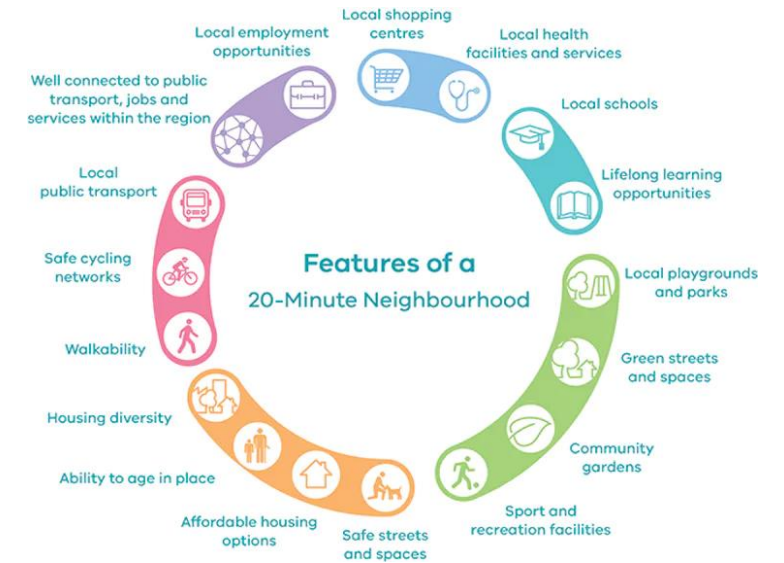 Features of a
20-Minute Neighbourhood
Local shopping
centres
Local health
facilities and services
Local schools
Lifelong learning
opportunities
Local playgrounds
and parks
Green streets
and spaces
Community
gardens
Sport and
recreation facilities
Safe streets
and spaces
Affordable housing
options
Ability to age in place
Housing diversity
Walkability
Safe cycling
networks
Local
public transport
Well connected to public
transport, jobs and
services within the region
Local employment
opportunities